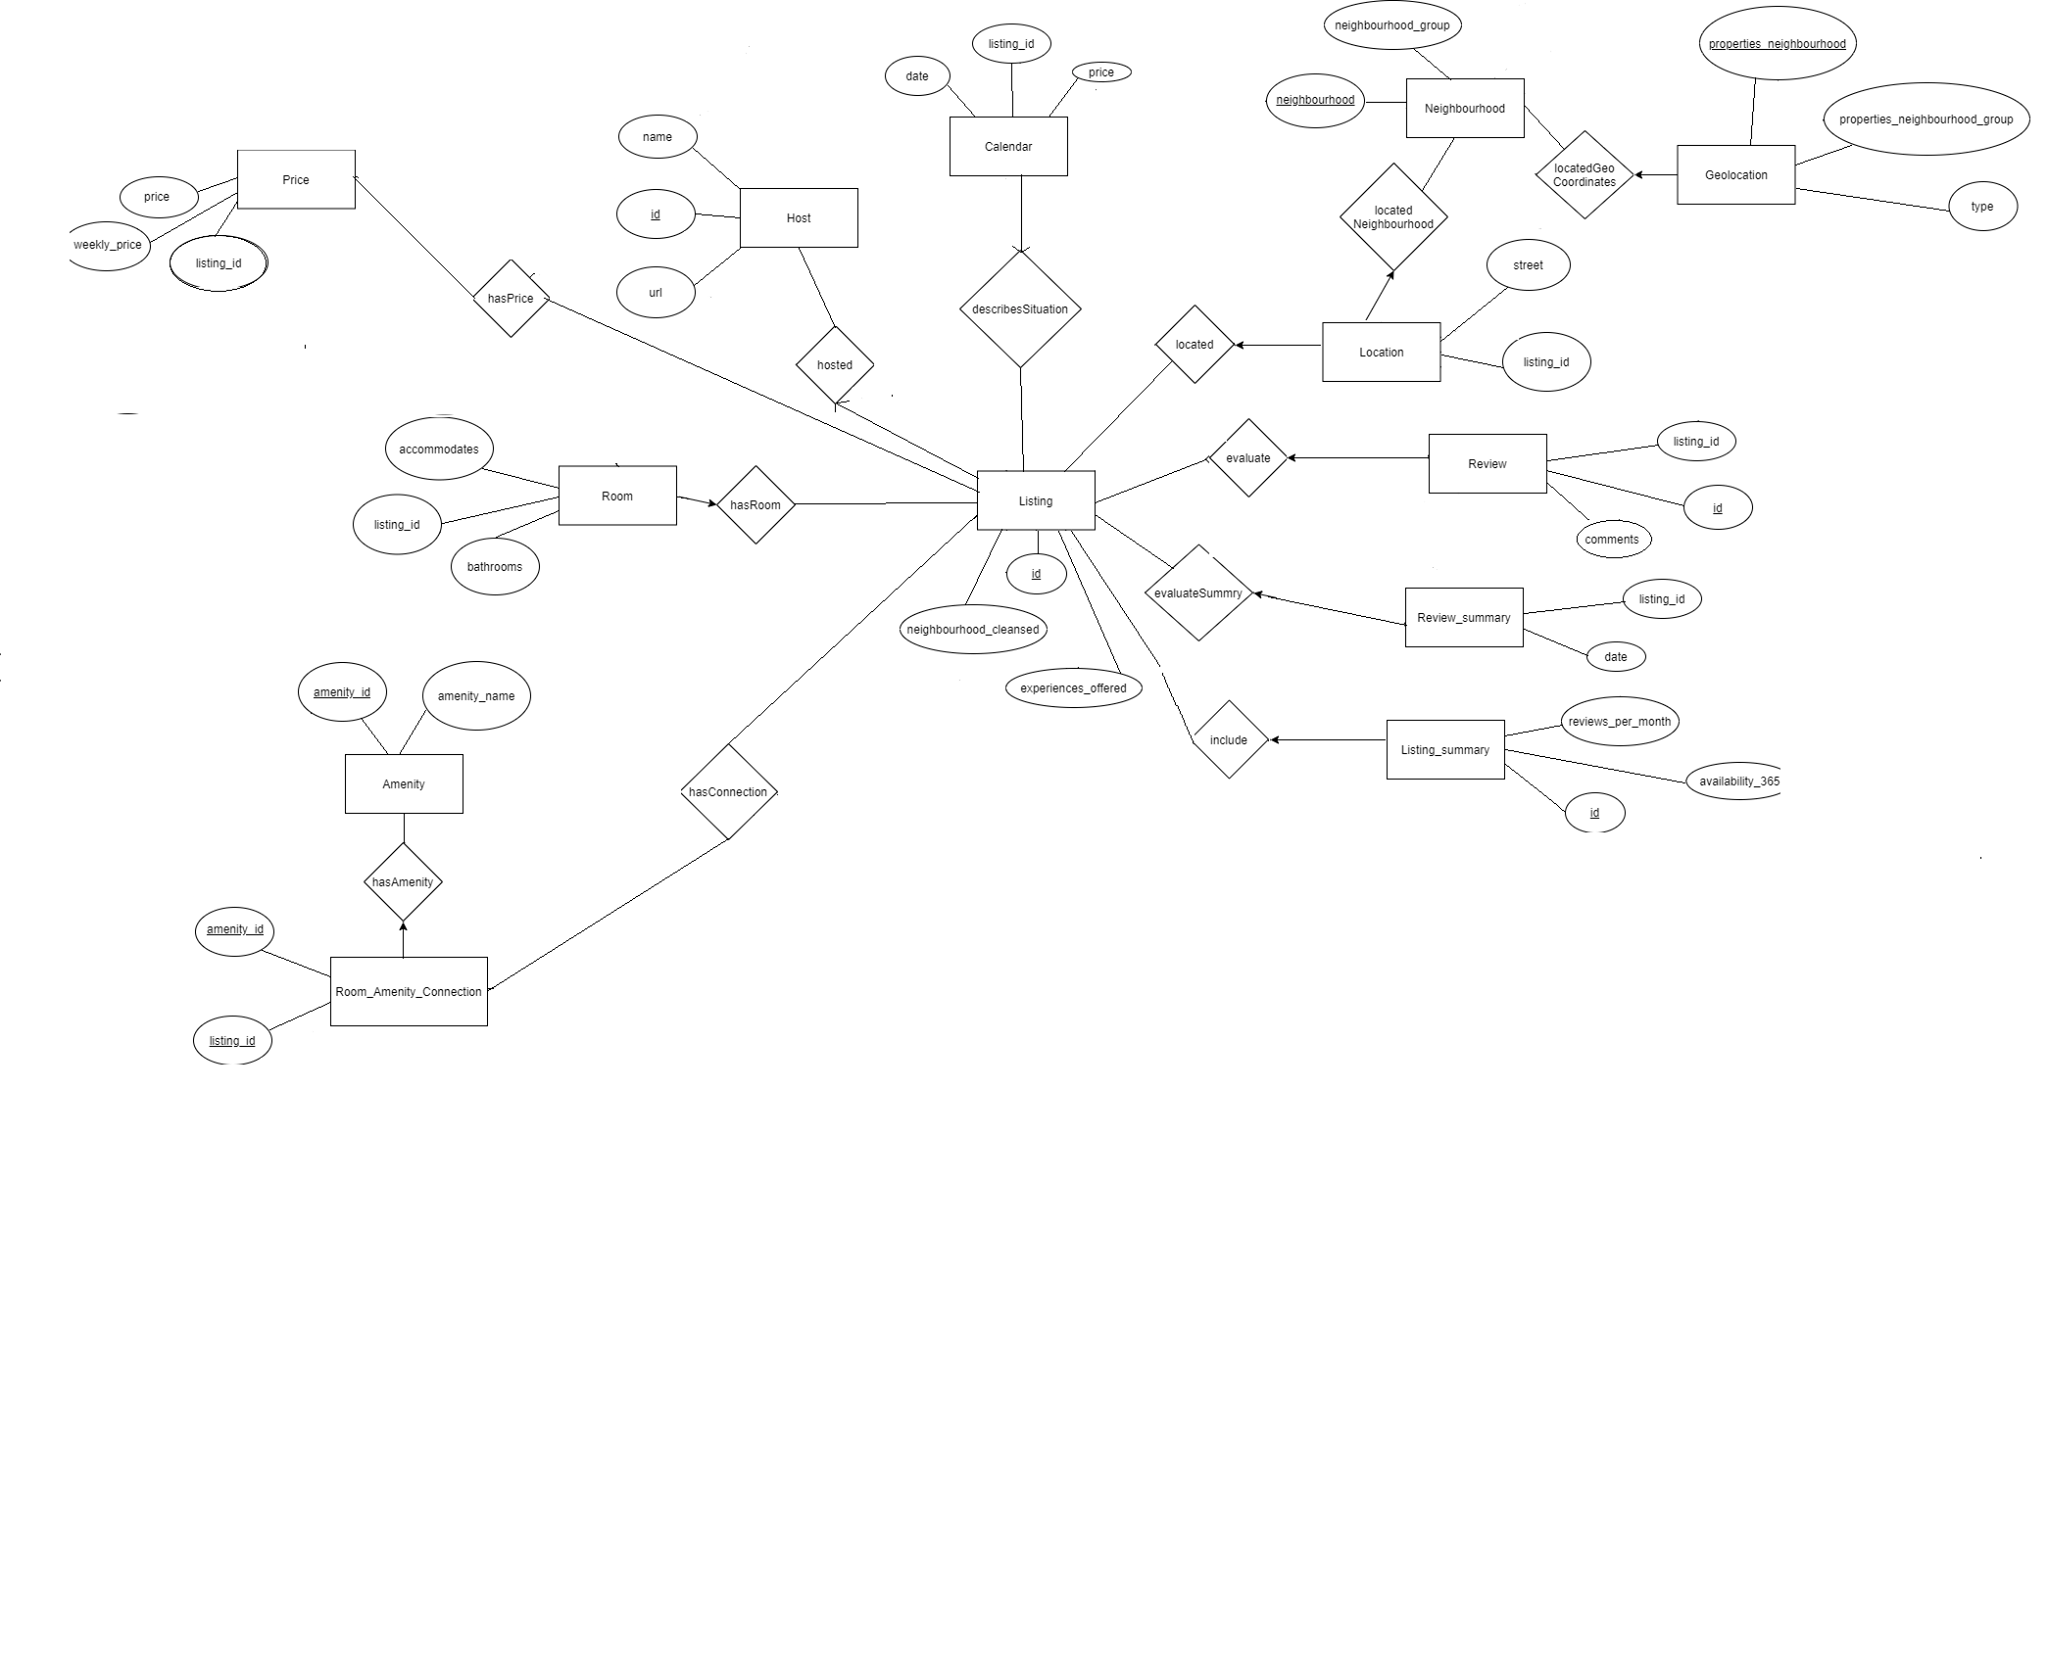 neighbourhood_group
properties_neighbourhood
listing_id
date
price
neighbourhood
Neighbourhood
properties_neighbourhood_group
name
Calendar
locatedGeo
Coordinates
Geolocation
Price
price
id
Host
located
Neighbourhood
type
weekly_price
listing_id
street
url
hasPrice
describesSituation
hosted
located
Location
listing_id
accommodates
evaluate
Review
listing_id
Room
hasRoom
Listing
id
listing_id
comments
bathrooms
id
evaluateSummry
Review_summary
listing_id
neighbourhood_cleansed
date
amenity_id
amenity_name
experiences_offered
reviews_per_month
include
Listing_summary
availability_365
Amenity
hasConnection
id
hasAmenity
amenity_id
Room_Amenity_Connection
listing_id